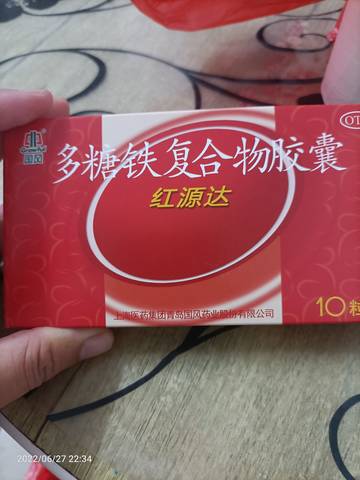 OTC
国风
多糖铁复合物胶囊
红源达
上海医药集团青岛国风药业股份有限公司
10粒
2022/06/27 22:34